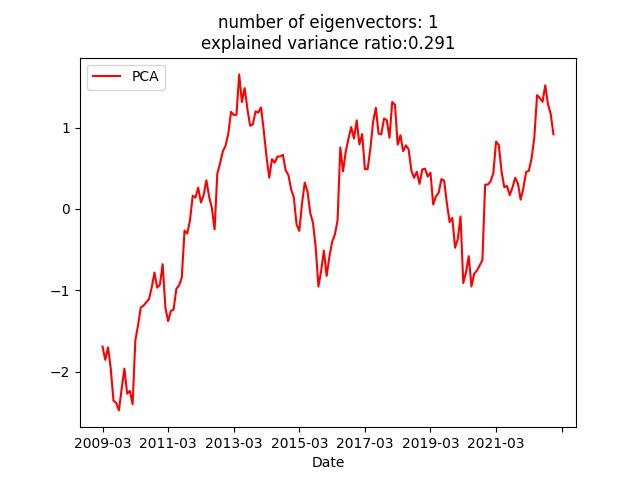 number of eigenvectors: 1
explained variance ratio:0.291
PCA
1
0
−1
−2
2009-03 2011-03 2013-03 2015-03 2017-03 2019-03 2021-03
Date